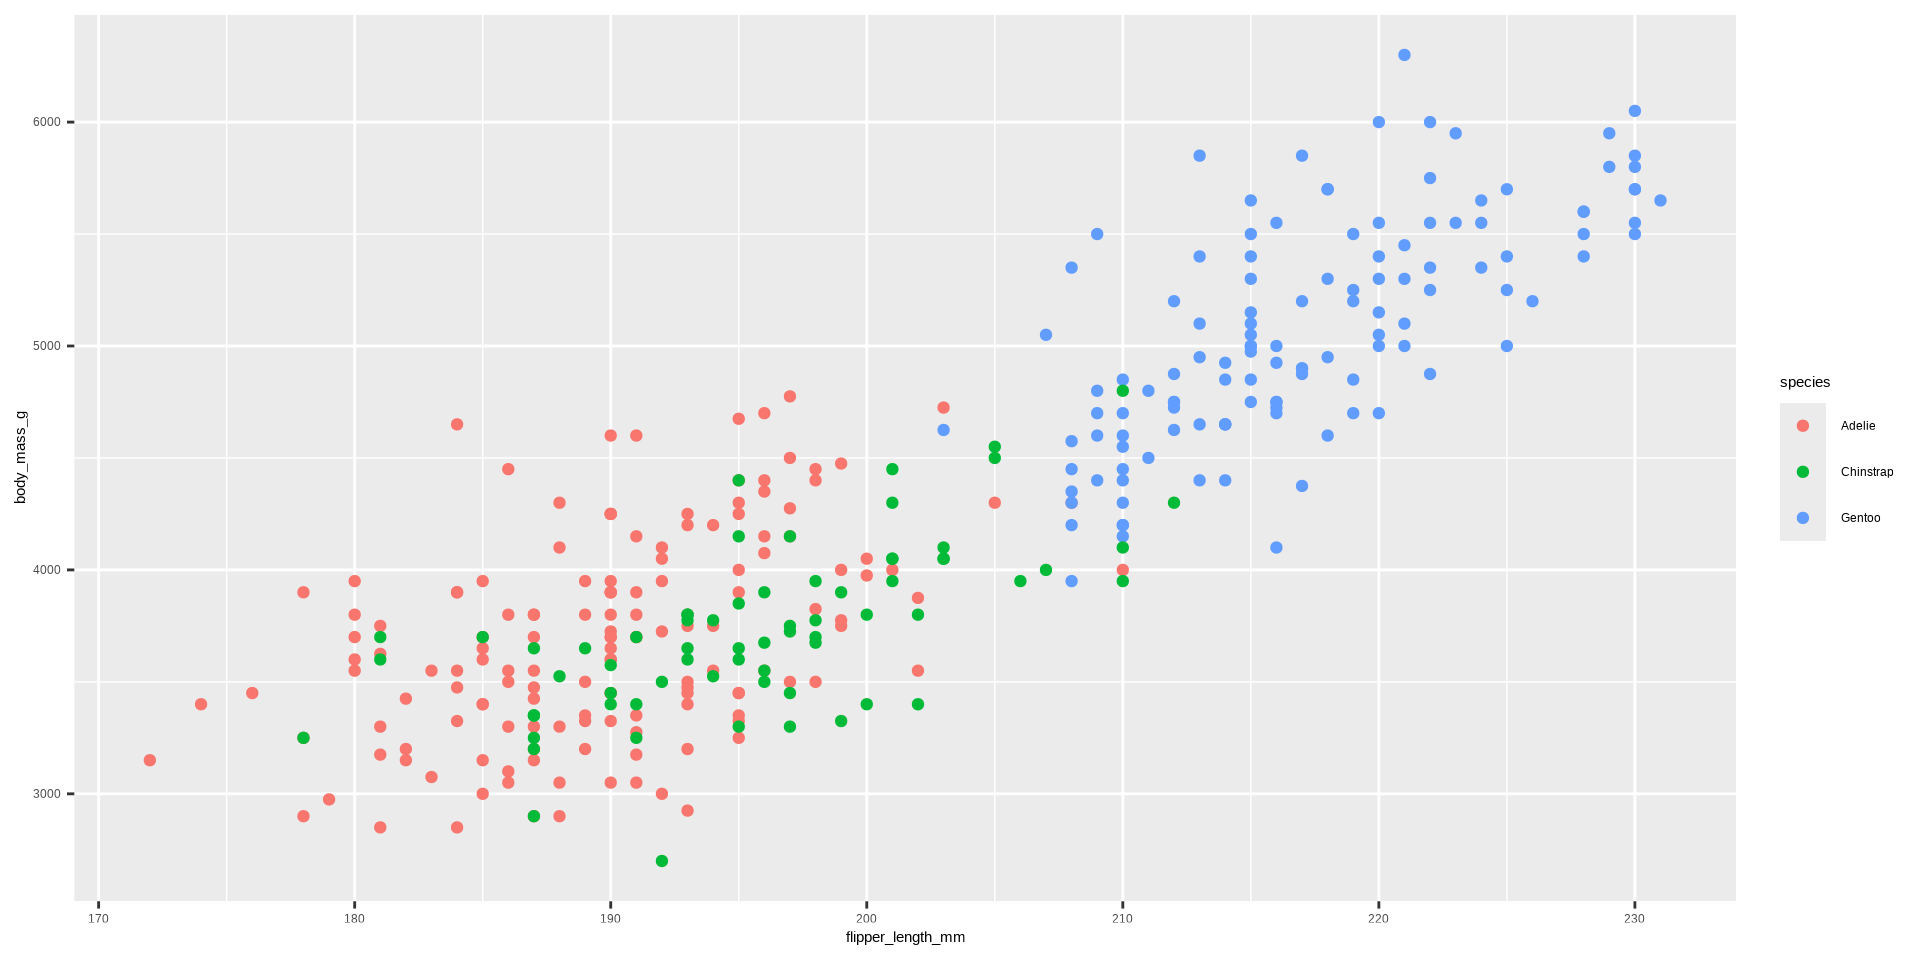 6000
5000
4000
3000
body_mass_g
170 180 190 200 210 220 230
flipper_length_mm
species
Adelie
Chinstrap
Gentoo